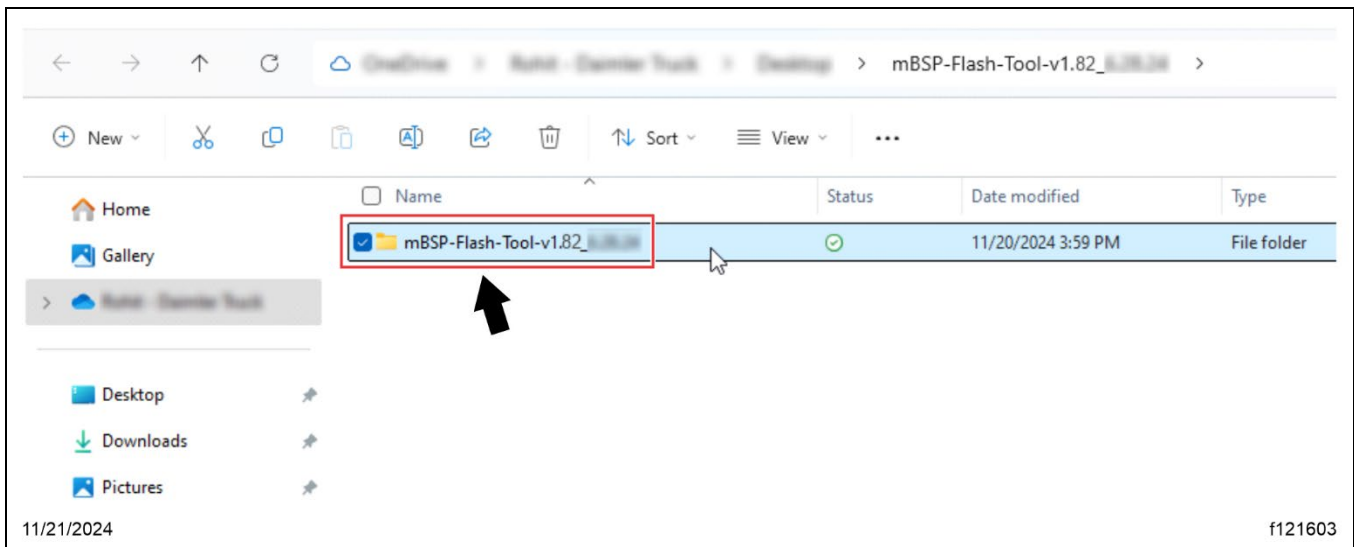 mBSP-Flash-Tool-v1.82_
New Sort View
Name Status Date modified Type
mBSP-Flash-Tool-v1.82_ 11/20/2024 3:59 PM File folder
Home
Gallery
Desktop
Downloads
Pictures
11/21/2024 f121603